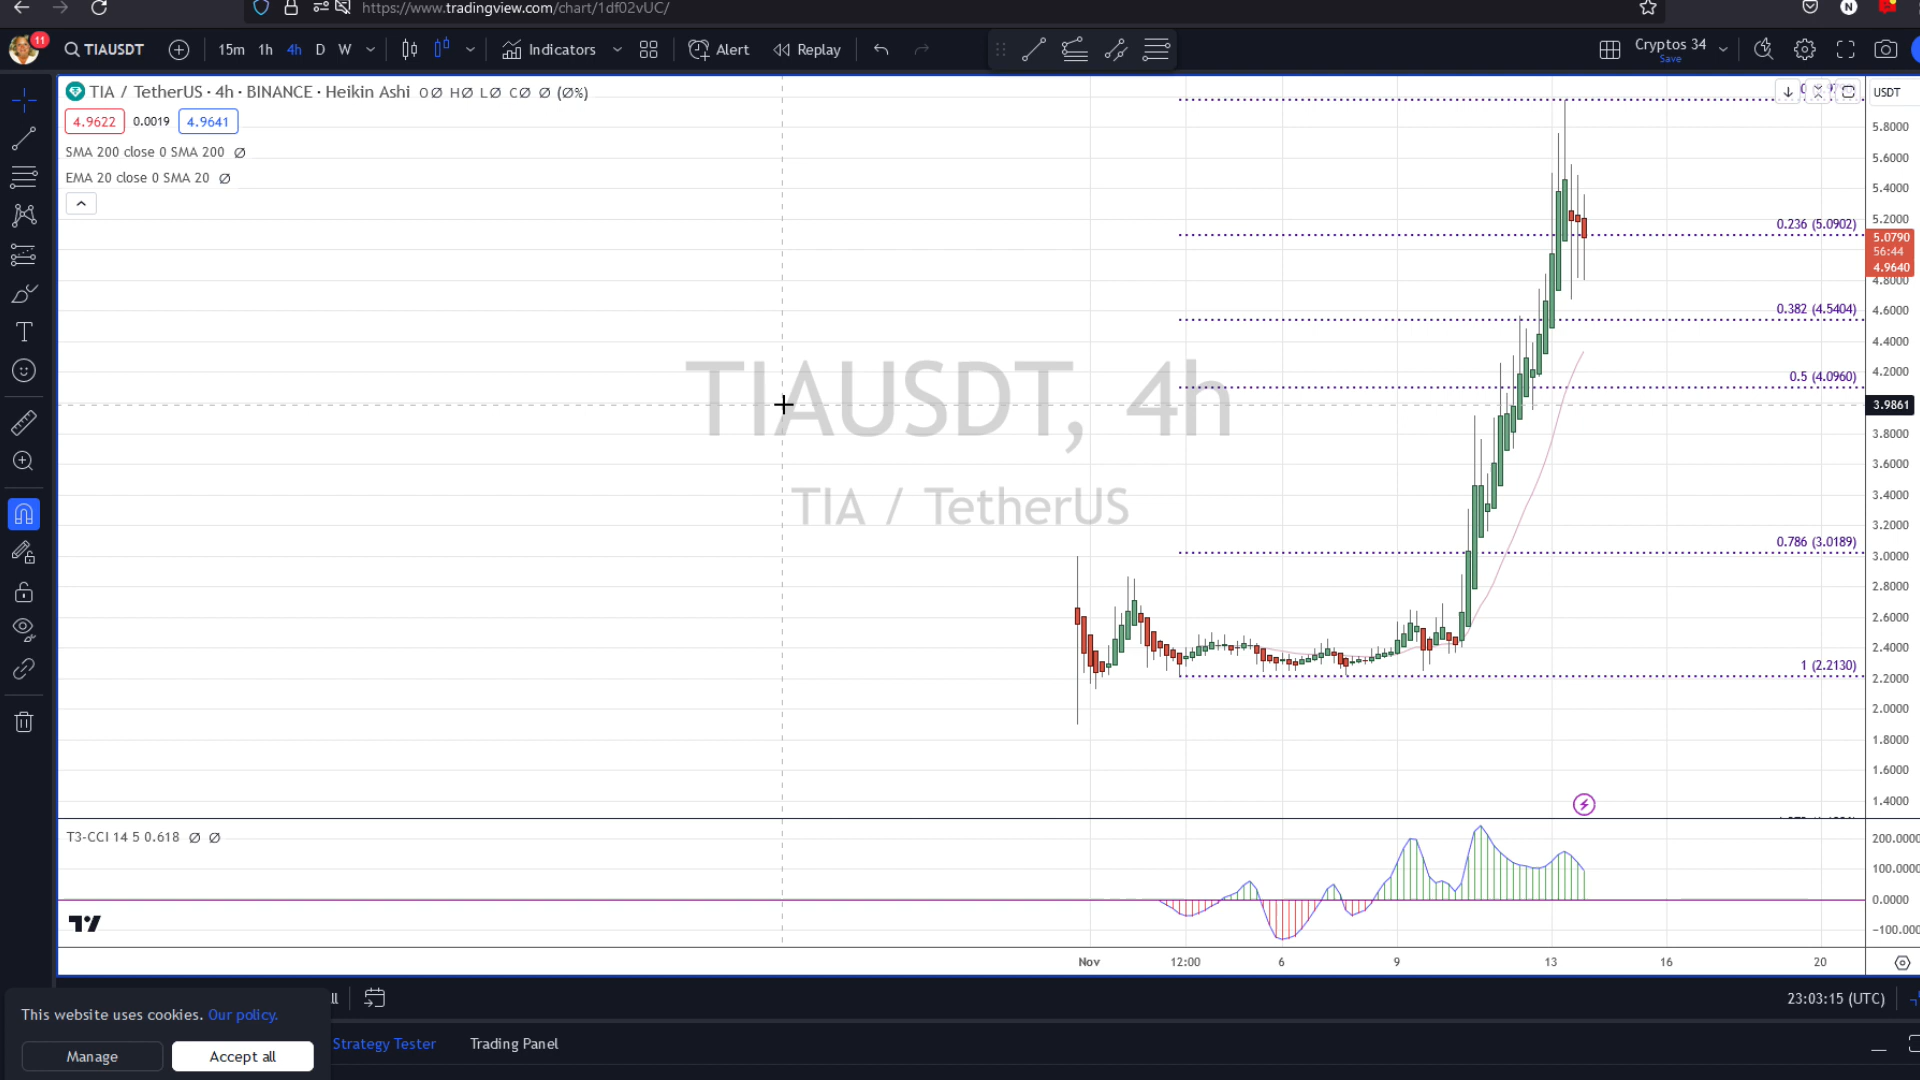 https://www.tradingview.com/chart/1df02vUC/
N
11
TIAUSDT
15m 1h 4h D W
Indicators
Alert
Replay
Cryptos 34
Save
TIA / TetherUS · 4h · BINANCE · Heikin Ashi O∅ H∅ L∅ C∅ ∅ (∅%)
USDT
4.9622 0.0019 4.9641
SMA 200 close 0 SMA 200 ∅
EMA 20 close 0 SMA 20 ∅
5.8000
5.6000
5.4000
5.2000
0.236 (5.0902)
5.0790
56:44
4.9640
4.8000
0.382 (4.5404)
4.6000
4.4000
4.2000
0.5 (4.0960)
3.9861
TIAUSDT, 4h
TIA / TetherUS
3.8000
3.6000
3.4000
3.2000
0.786 (3.0189)
3.0000
2.8000
2.6000
2.4000
1 (2.2130)
2.2000
2.0000
1.8000
1.6000
1.4000
T3-CCI 14 5 0.618 ∅ ∅
200.0000
100.0000
0.0000
−100.000
Nov 12:00 6 9 13 16 20
23:03:15 (UTC)
This website uses cookies. Our policy.
Manage Accept all
Strategy Tester Trading Panel